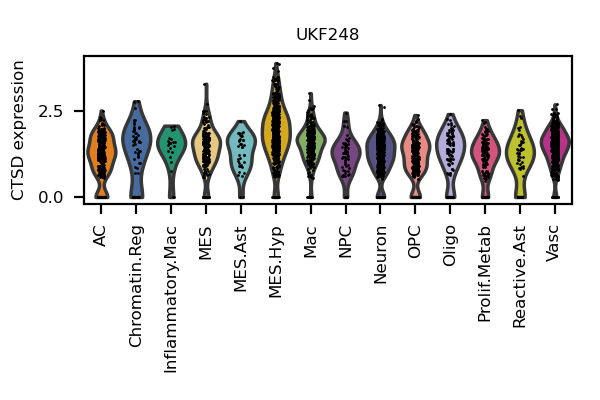 UKF248
CTSD expression
2.5
0.0
AC
Chromatin.Reg
Inflammatory.Mac
MES
MES.Ast
MES.Hyp
Mac
NPC
Neuron
OPC
Oligo
Prolif.Metab
Reactive.Ast
Vasc